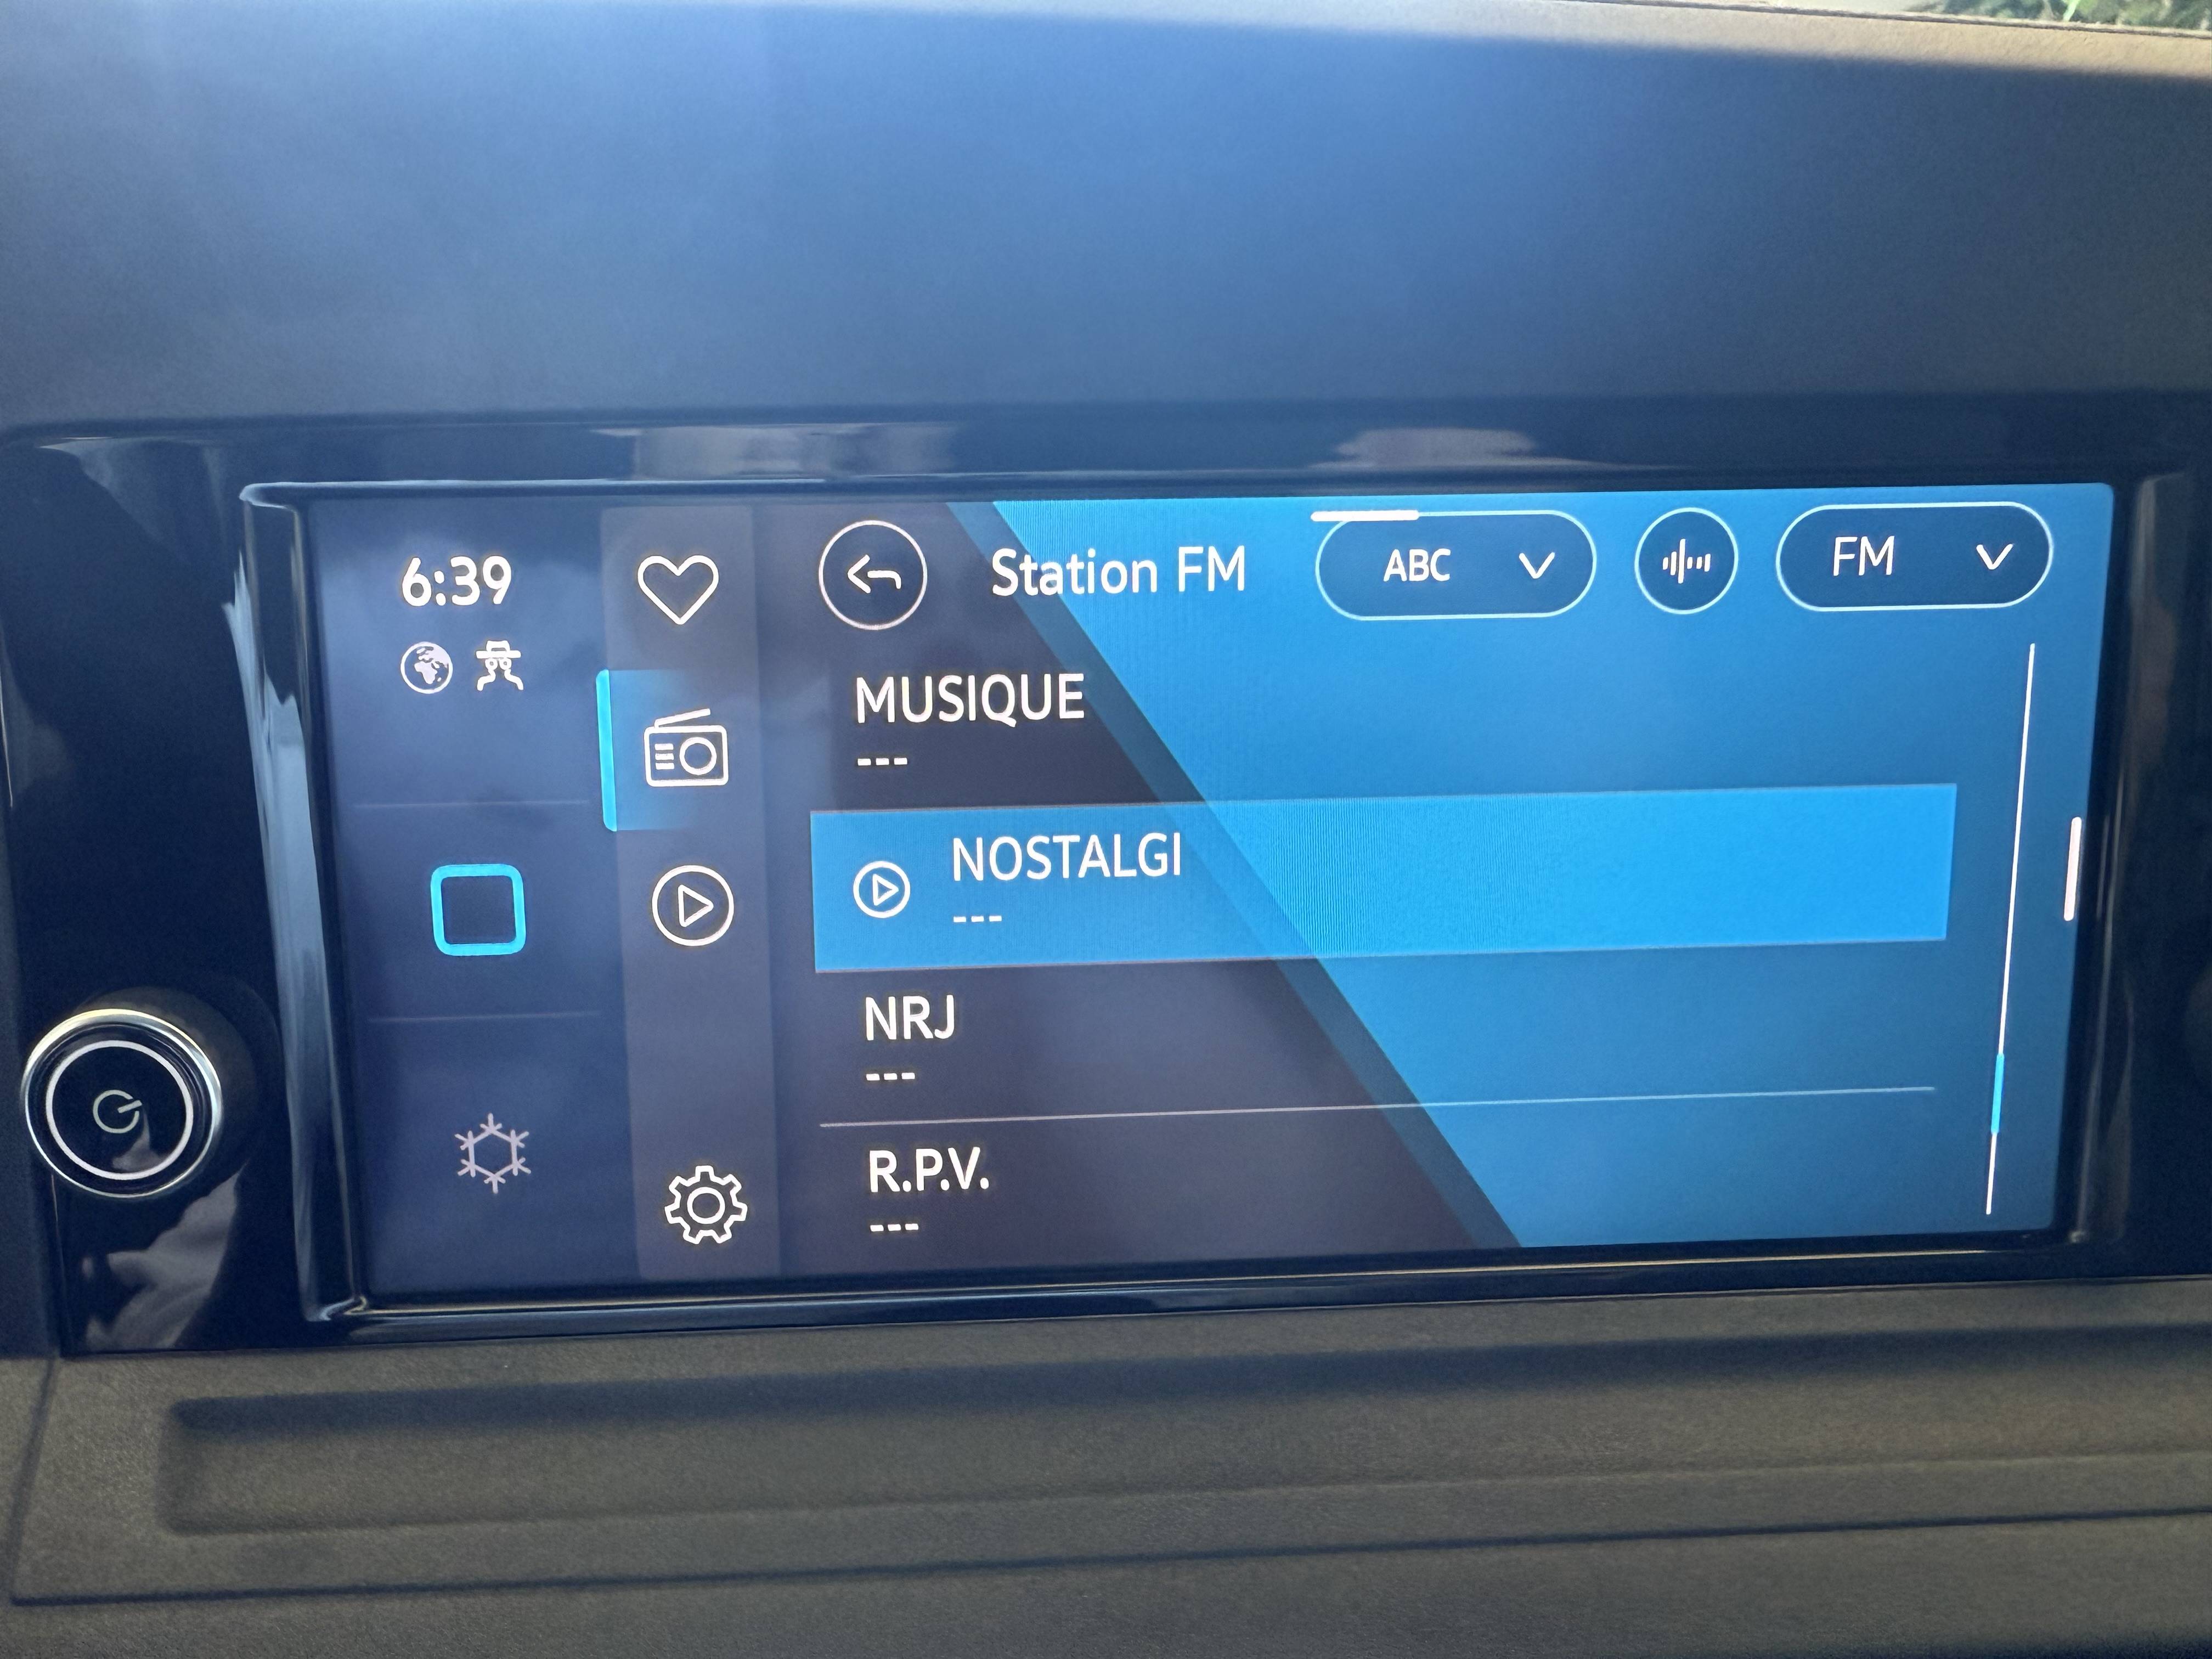 6:39
Station FM
ABC
FM
MUSIQUE
---
NOSTALGI
---
NRJ
---
R.P.V.
---